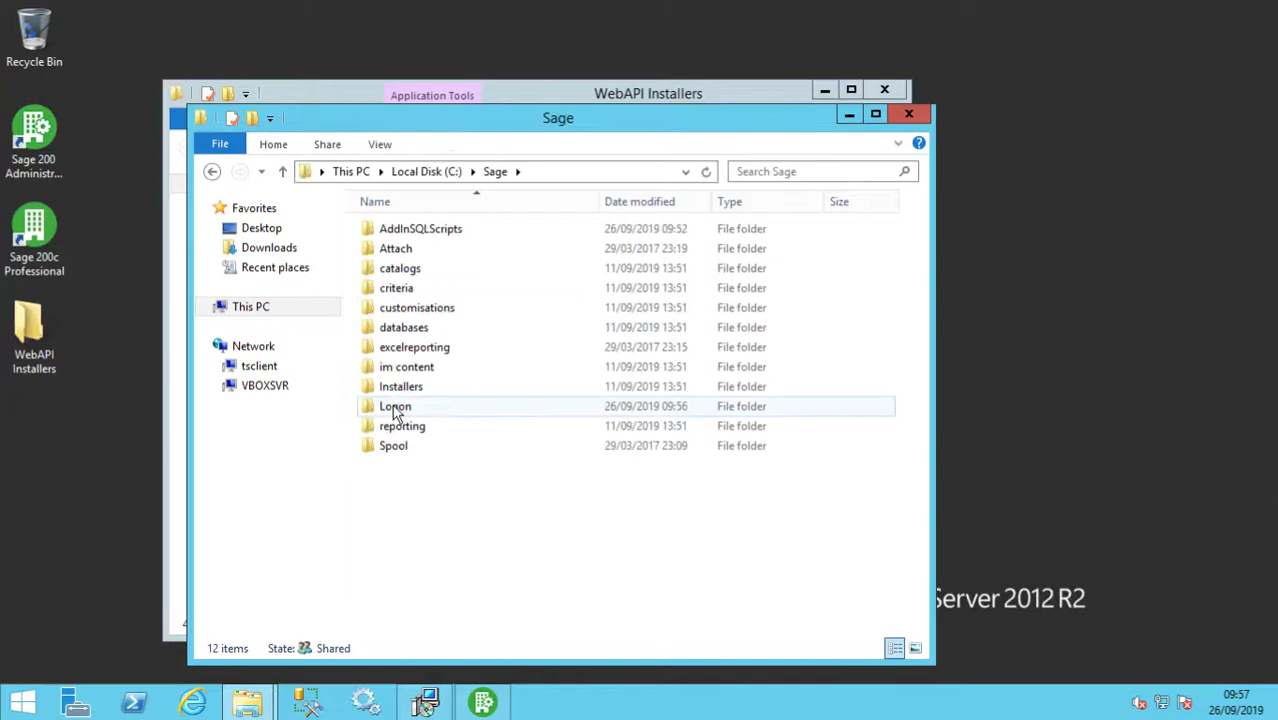 Recycle Bin
Sage 200
Administr...
Sage 200c
Professional
WebAPI
Installers
Application Tools
WebAPI Installers
Sage
File
Home
Share
View
This PC
Local Disk (C:)
Sage
Search Sage
Name
Date modified
Type
Size
Favorites
Desktop
Downloads
Recent places
This PC
Network
tsclient
VBOXSVR
AddInSQLScripts 26/09/2019 09:52 File folder
Attach 29/03/2017 23:19 File folder
catalogs 11/09/2019 13:51 File folder
criteria 11/09/2019 13:51 File folder
customisations 11/09/2019 13:51 File folder
databases 11/09/2019 13:51 File folder
excelreporting 29/03/2017 23:15 File folder
im content 11/09/2019 13:51 File folder
Installers 11/09/2019 13:51 File folder
Logon 26/09/2019 09:56 File folder
reporting 11/09/2019 13:51 File folder
Spool 29/03/2017 23:09 File folder
Server 2012 R2
12 items
State:
Shared
09:57
26/09/2019